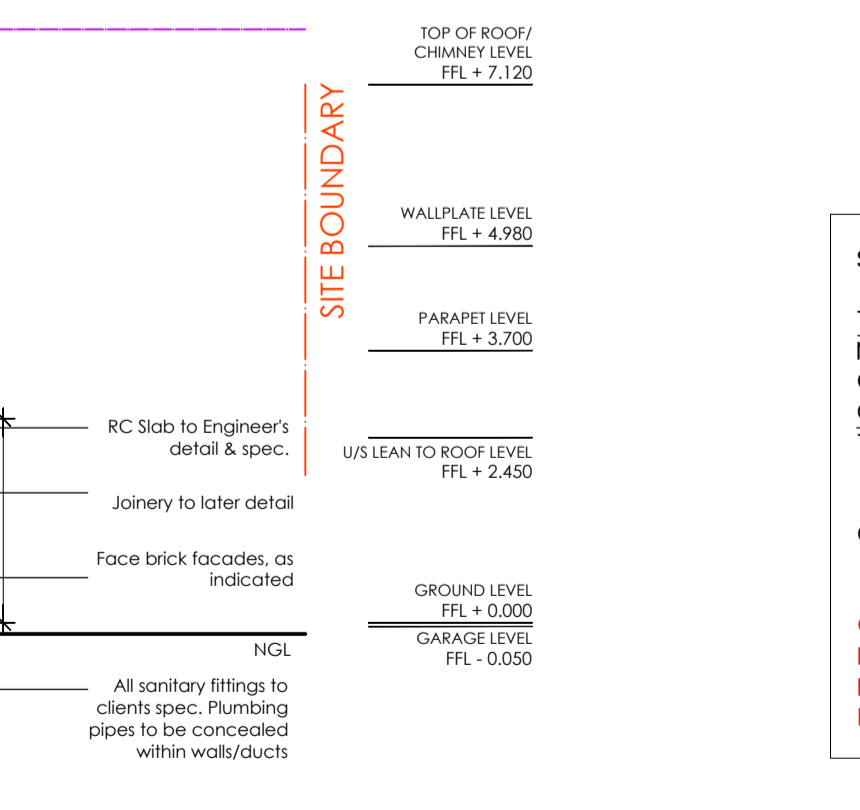 TOP OF ROOF/
CHIMNEY LEVEL
FFL + 7.120
SITE BOUNDARY
WALLPLATE LEVEL
FFL + 4.980
PARAPET LEVEL
FFL + 3.700
RC Slab to Engineer's
detail & spec.
U/S LEAN TO ROOF LEVEL
FFL + 2.450
Joinery to later detail
Face brick facades, as
indicated
GROUND LEVEL
FFL + 0.000
GARAGE LEVEL
FFL - 0.050
NGL
All sanitary fittings to
clients spec. Plumbing
pipes to be concealed
within walls/ducts